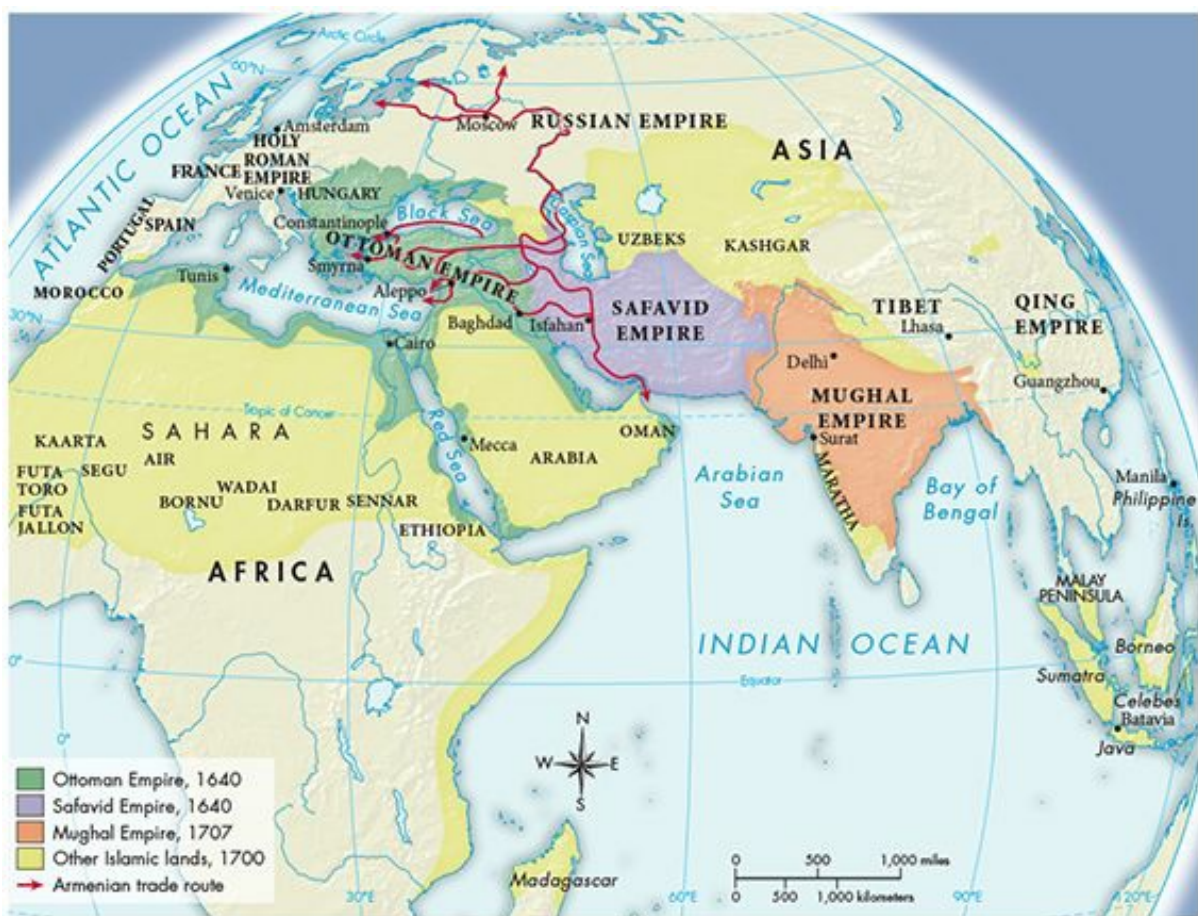 Arctic Circle
60°N
ATLANTIC OCEAN
Amsterdam
HOLY
ROMAN
EMPIRE
FRANCE
Venice
HUNGARY
Moscow
RUSSIAN EMPIRE
ASIA
PORTUGAL
SPAIN
Constantinople
Black Sea
Caspian Sea
UZBEKS
KASHGAR
OTTOMAN EMPIRE
Smyrna
Tunis
Aleppo
MOROCCO
Mediterranean Sea
30°N
Baghdad
Isfahan
SAFAVID
EMPIRE
TIBET
Lhasa
QING
EMPIRE
Cairo
Delhi
Guangzhou
MUGHAL
EMPIRE
Tropic of Cancer
SAHARA
Red Sea
Mecca
OMAN
Surat
KAARTA
AIR
SEGU
FUTA
TORO
FUTA
JALLON
BORNU
WADAI
DARFUR
SENNAR
ARABIA
Arabian
Sea
MARATHA
Bay of
Bengal
Manila
Philippine
Is.
ETHIOPIA
AFRICA
MALAY
PENINSULA
INDIAN OCEAN
Borneo
0°
Equator
Sumatra
Celebes
Batavia
Java
0°
N
W
E
S
Ottoman Empire, 1640
Safavid Empire, 1640
Mughal Empire, 1707
Other Islamic lands, 1700
Armenian trade route
0 500 1,000 miles
0 500 1,000 kilometers
Madagascar
30°E
60°E
90°E
120°E